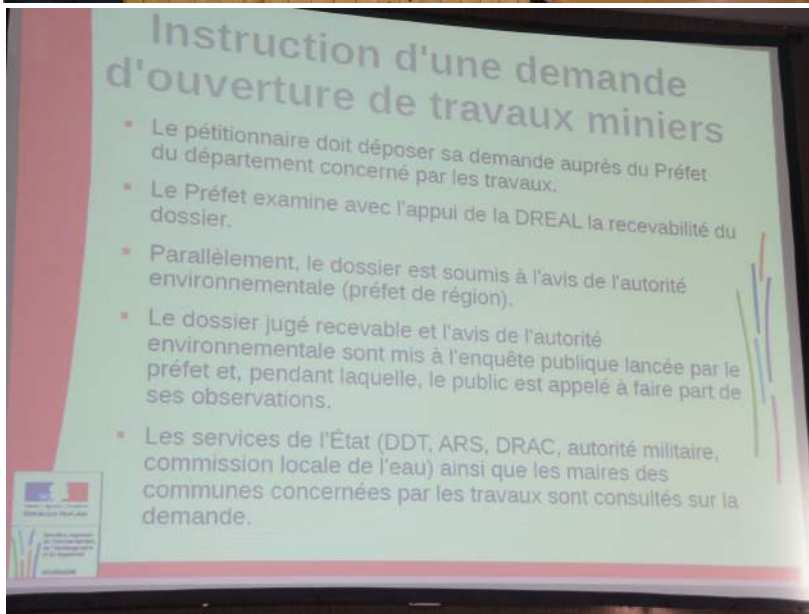 Instruction d'une demande
d'ouverture de travaux miniers
Le pétitionnaire doit déposer sa demande auprès du Préfet
du département concerné par les travaux.
Le Préfet examine avec l'appui de la DREAL la recevabilité du
dossier.
Parallèlement, le dossier est soumis à l'avis de l'autorité
environnementale (préfet de région).
Le dossier jugé recevable et l'avis de l'autorité
environnementale sont mis à l'enquête publique lancée par le
préfet et, pendant laquelle, le public est appelé à faire part de
ses observations.
Les services de l'État (DDT, ARS, DRAC, autorité militaire,
commission locale de l'eau) ainsi que les maires des
communes concernées par les travaux sont consultés sur la
demande.
RÉPUBLIQUE FRANÇAISE